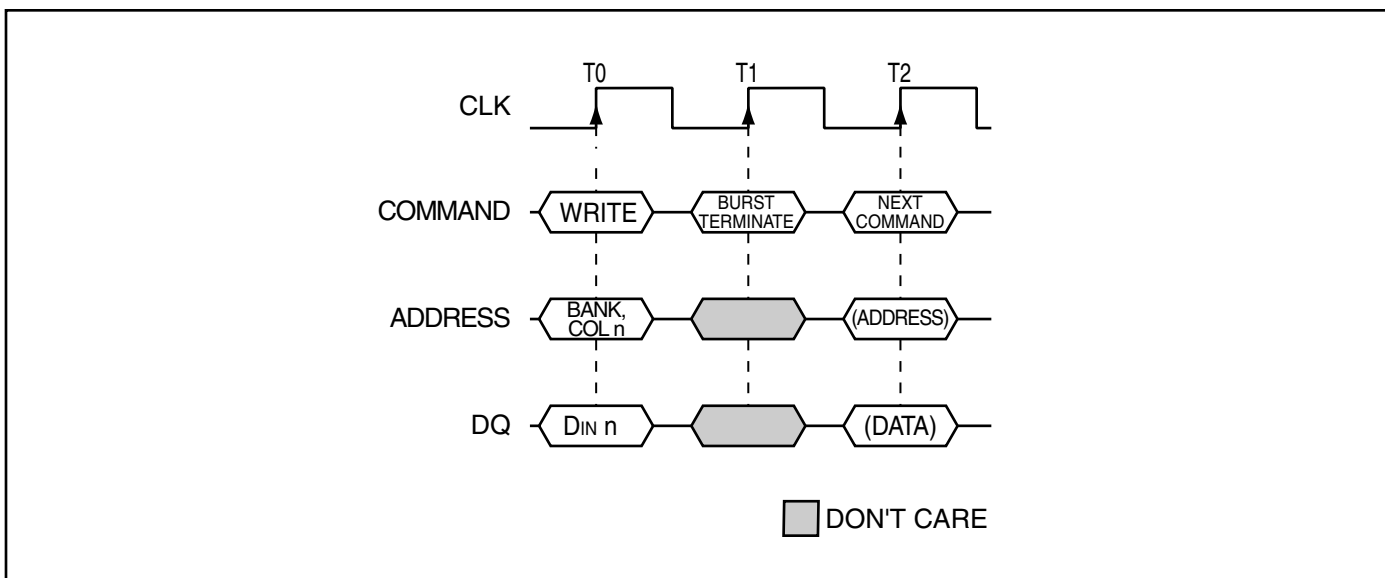 T0 T1 T2
CLK
COMMAND WRITE BURST TERMINATE NEXT COMMAND
ADDRESS BANK, COL n (ADDRESS)
DQ DIN n (DATA)
DON'T CARE